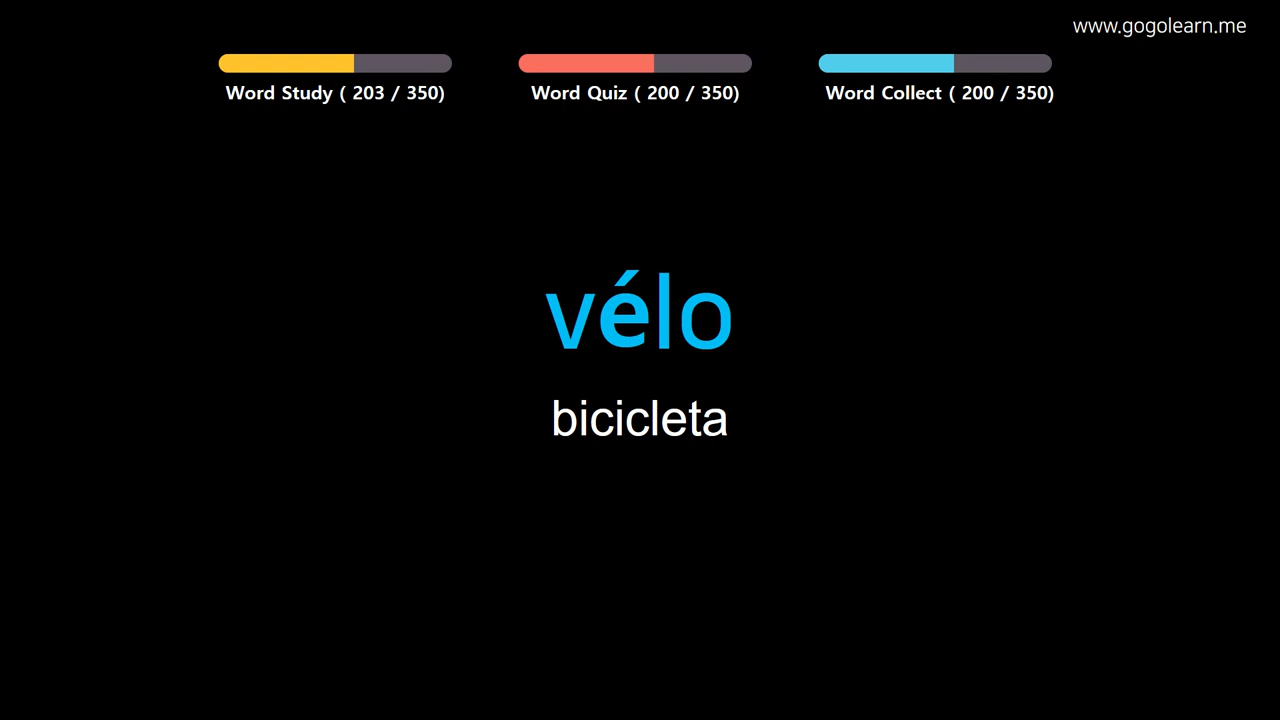 www.gogolearn.me
Word Study ( 203 / 350)
Word Quiz ( 200 / 350)
Word Collect ( 200 / 350)
vélo
bicicleta